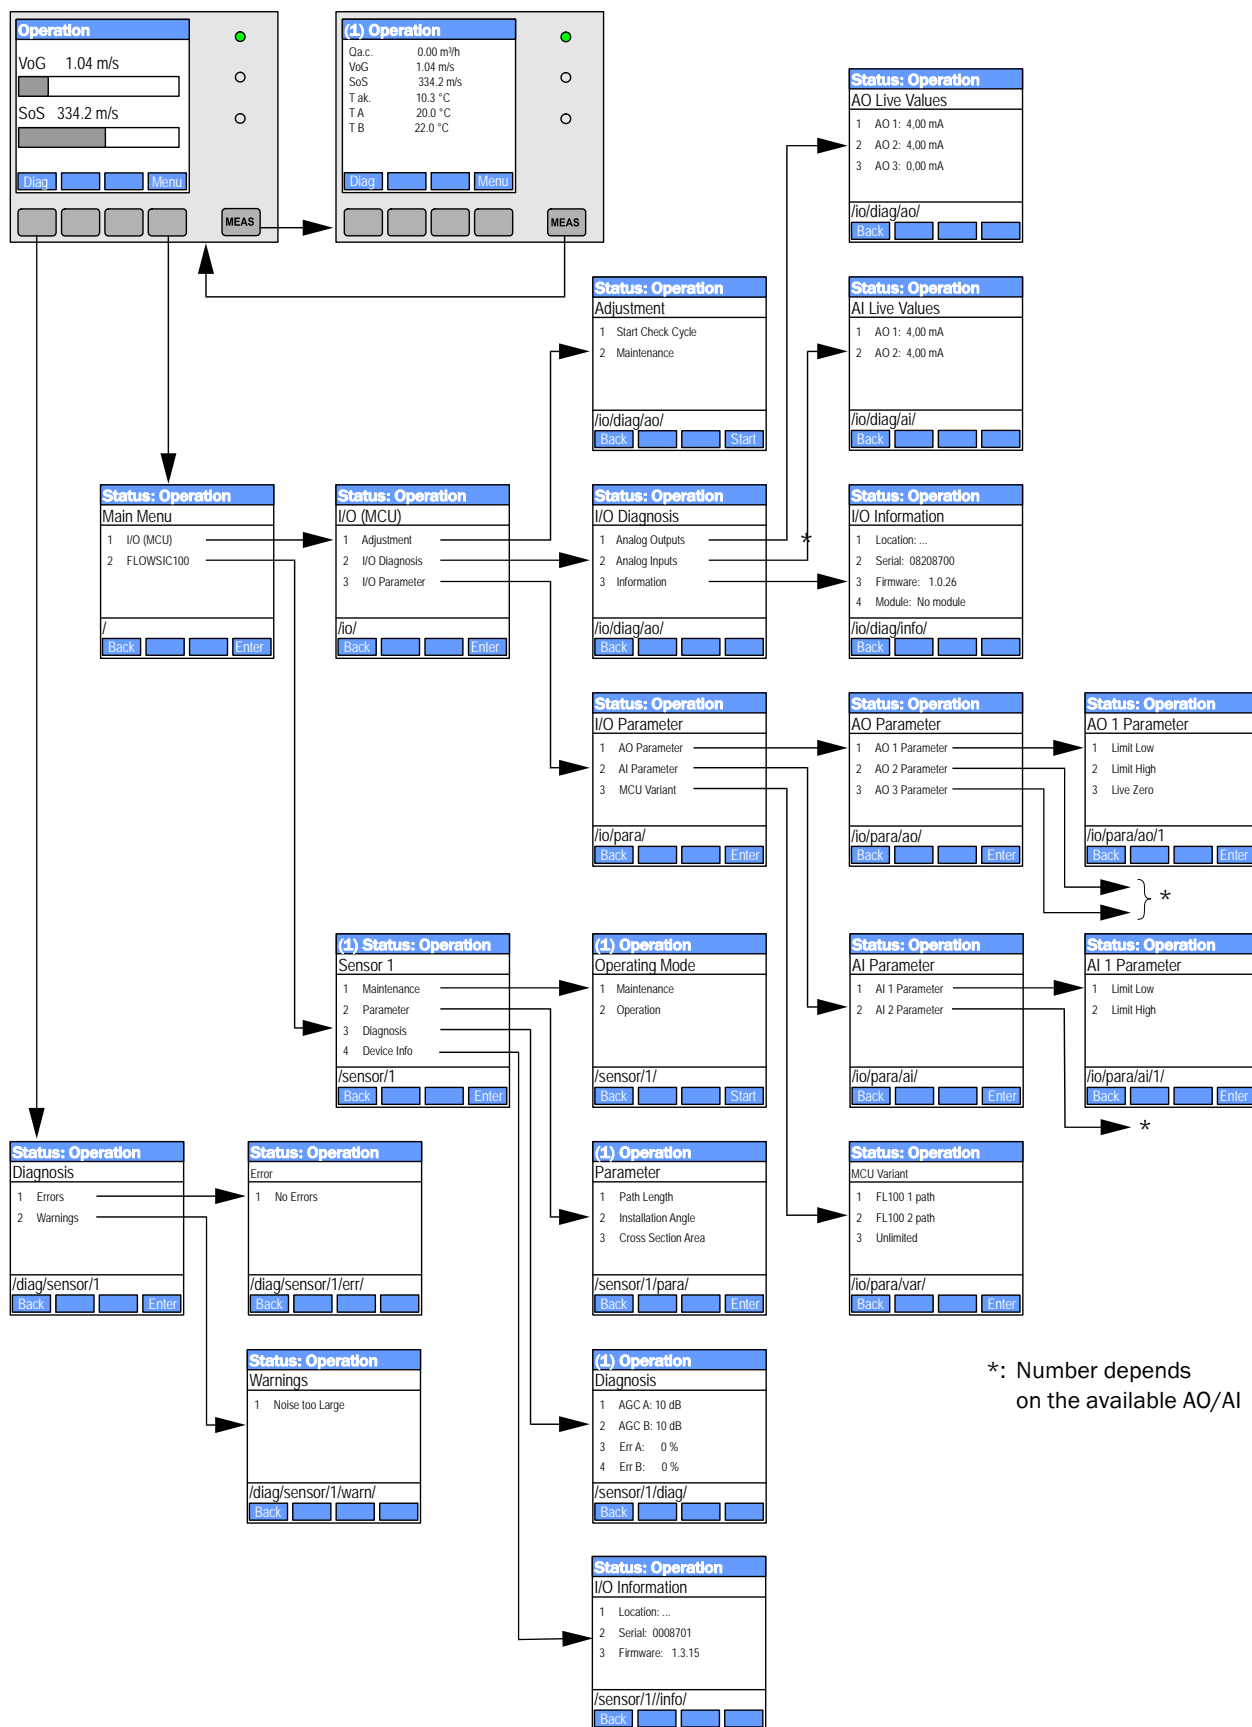 Operation
VoG 1.04 m/s
SoS 334.2 m/s
Diag Menu
MEAS
(1) Operation
Qa.c. 0.00 m³/h
VoG 1.04 m/s
SoS 334.2 m/s
T ak. 10.3 °C
T A 20.0 °C
T B 22.0 °C
Diag Menu
MEAS
Status: Operation
AO Live Values
1 AO 1: 4,00 mA
2 AO 2: 4,00 mA
3 AO 3: 0,00 mA
/io/diag/ao/
Back
Status: Operation
Adjustment
1 Start Check Cycle
2 Maintenance
/io/diag/ao/
Back Start
Status: Operation
AI Live Values
1 AO 1: 4,00 mA
2 AO 2: 4,00 mA
/io/diag/ai/
Back
Status: Operation
Main Menu
1 I/O (MCU)
2 FLOWSIC100
/
Back Enter
Status: Operation
I/O (MCU)
1 Adjustment
2 I/O Diagnosis
3 I/O Parameter
/io/
Back Enter
Status: Operation
I/O Diagnosis
1 Analog Outputs
2 Analog Inputs
3 Information
/io/diag/ao/
Back
*
Status: Operation
I/O Information
1 Location: ...
2 Serial: 08208700
3 Firmware: 1.0.26
4 Module: No module
/io/diag/info/
Back
Status: Operation
I/O Parameter
1 AO Parameter
2 AI Parameter
3 MCU Variant
/io/para/
Back Enter
Status: Operation
AO Parameter
1 AO 1 Parameter
2 AO 2 Parameter
3 AO 3 Parameter
/io/para/ao/
Back Enter
Status: Operation
AO 1 Parameter
1 Limit Low
2 Limit High
3 Live Zero
/io/para/ao/1
Back Enter
*
(1) Status: Operation
Sensor 1
1 Maintenance
2 Parameter
3 Diagnosis
4 Device Info
/sensor/1
Back Enter
(1) Operation
Operating Mode
1 Maintenance
2 Operation
/sensor/1/
Back Start
Status: Operation
AI Parameter
1 AI 1 Parameter
2 AI 2 Parameter
/io/para/ai/
Back Enter
Status: Operation
AI 1 Parameter
1 Limit Low
2 Limit High
/io/para/ai/1/
Back Enter
*
Status: Operation
Diagnosis
1 Errors
2 Warnings
/diag/sensor/1
Back Enter
Status: Operation
Error
1 No Errors
/diag/sensor/1/err/
Back
(1) Operation
Parameter
1 Path Length
2 Installation Angle
3 Cross Section Area
/sensor/1/para/
Back Enter
Status: Operation
MCU Variant
1 FL100 1 path
2 FL100 2 path
3 Unlimited
/io/para/var/
Back Enter
Status: Operation
Warnings
1 Noise too Large
/diag/sensor/1/warn/
Back
(1) Operation
Diagnosis
1 AGC A: 10 dB
2 AGC B: 10 dB
3 Err A: 0 %
4 Err B: 0 %
/sensor/1/diag/
Back
*: Number depends
on the available AO/AI
Status: Operation
I/O Information
1 Location: ...
2 Serial: 0008701
3 Firmware: 1.3.15
/sensor/1//info/
Back